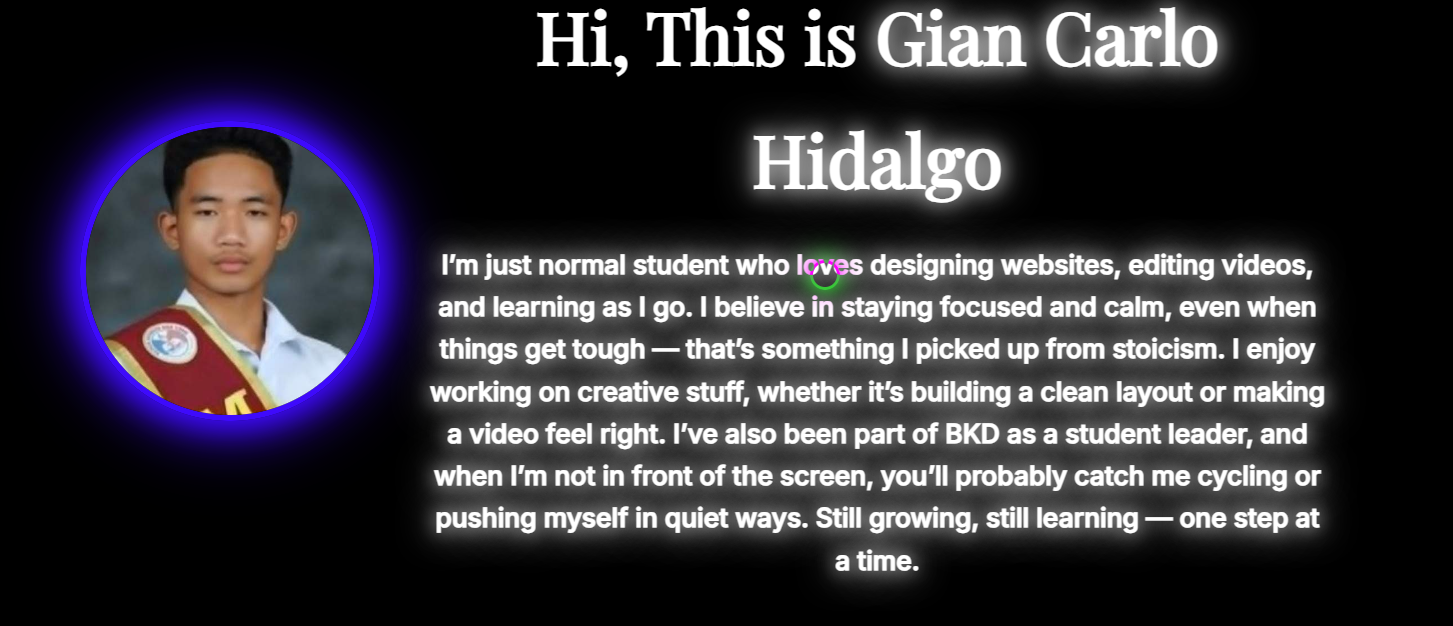 Hi, This is Gian Carlo
Hidalgo
I’m just normal student who loves designing websites, editing videos,
and learning as I go. I believe in staying focused and calm, even when
things get tough — that’s something I picked up from stoicism. I enjoy
working on creative stuff, whether it’s building a clean layout or making
a video feel right. I’ve also been part of BKD as a student leader, and
when I’m not in front of the screen, you’ll probably catch me cycling or
pushing myself in quiet ways. Still growing, still learning — one step at
a time.